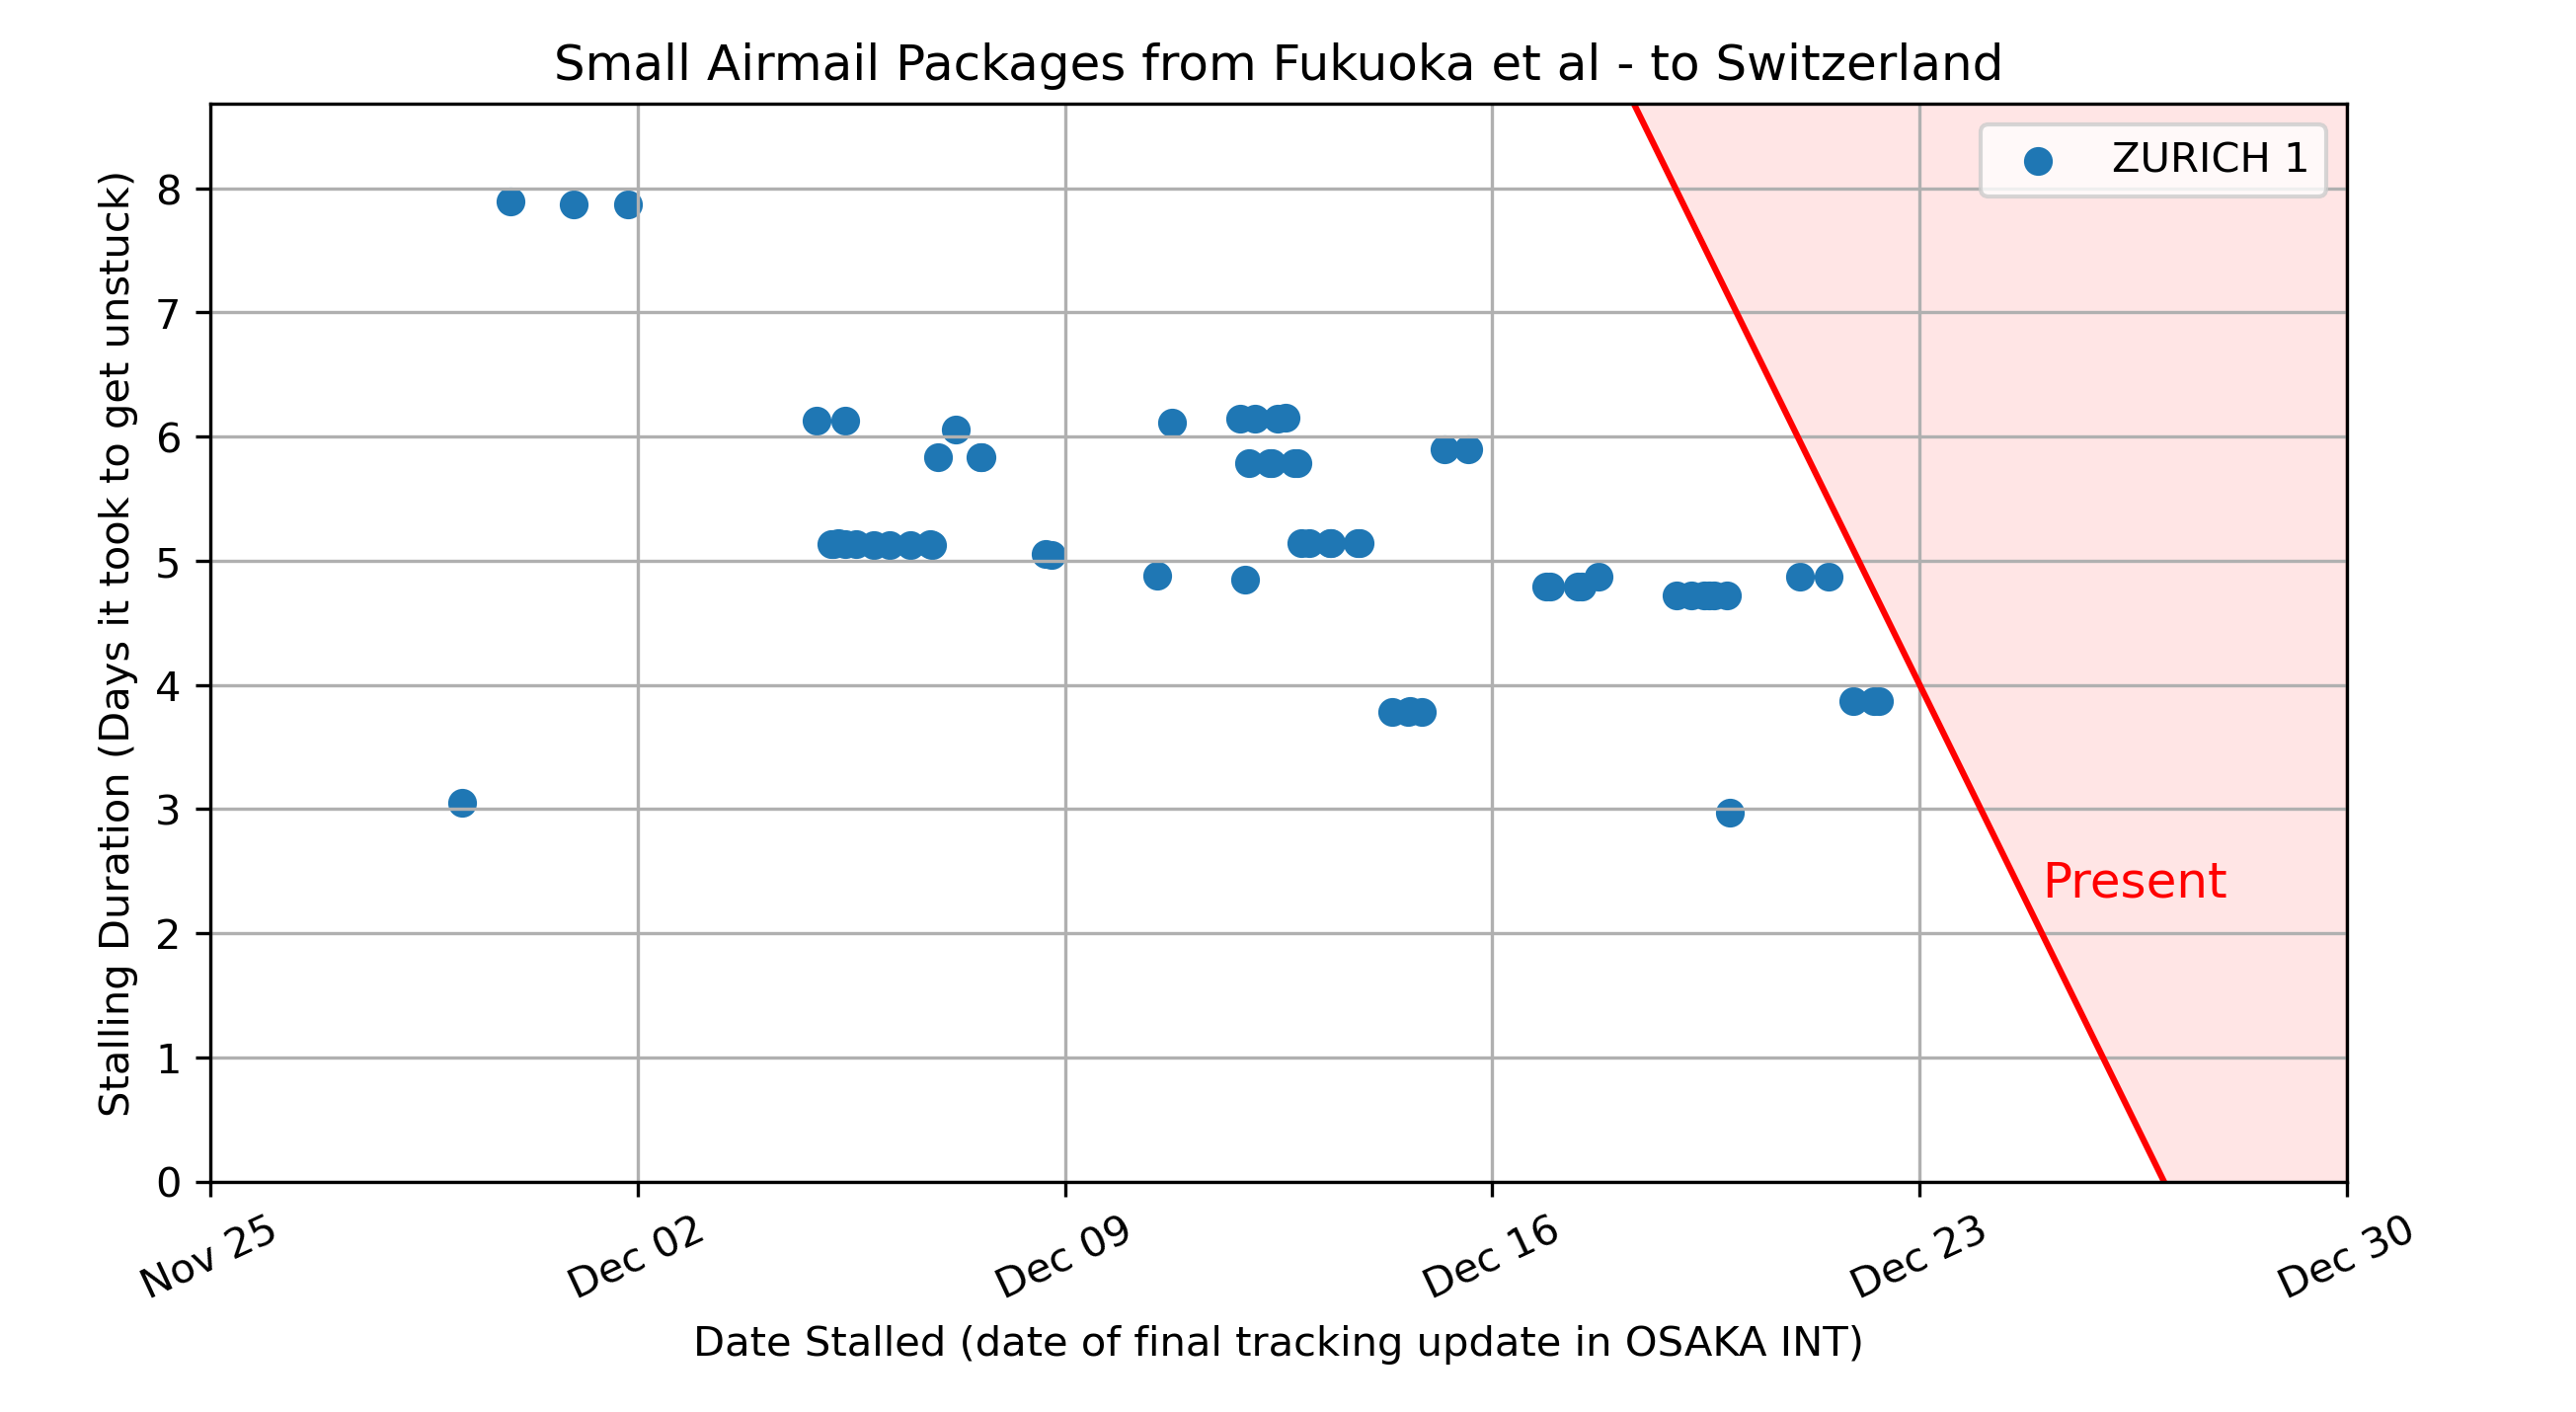 Small Airmail Packages from Fukuoka et al - to Switzerland
ZURICH 1
Stalling Duration (Days it took to get unstuck)
8
7
6
5
4
3
2
1
0
Present
Nov 25
Dec 02
Dec 09
Dec 16
Dec 23
Dec 30
Date Stalled (date of final tracking update in OSAKA INT)